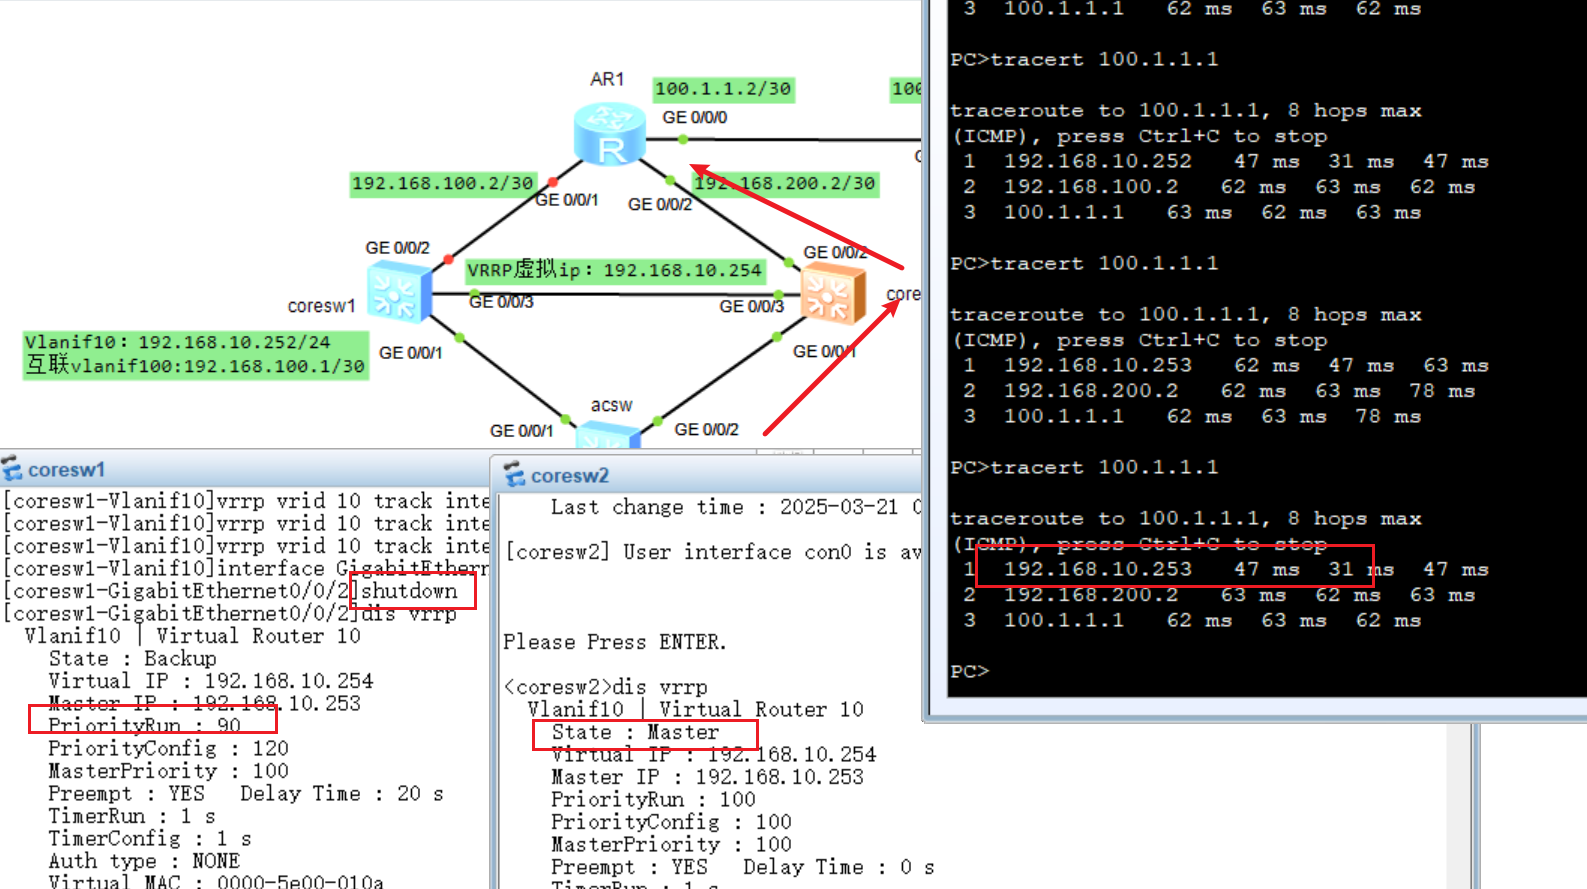 AR1
100.1.1.2/30
100
GE 0/0/0
192.168.100.2/30
192.168.200.2/30
GE 0/0/1
GE 0/0/2
GE 0/0/2
GE 0/0/2
VRRP虚拟ip：192.168.10.254
coresw1
GE 0/0/3
GE 0/0/3
core
Vlanif10：192.168.10.252/24
互联vlanif100:192.168.100.1/30
GE 0/0/1
GE 0/0/1
acsw
GE 0/0/1
GE 0/0/2
coresw1
[coresw1-Vlanif10]vrrp vrid 10 track inte
[coresw1-Vlanif10]vrrp vrid 10 track inte
[coresw1-Vlanif10]vrrp vrid 10 track inte
[coresw1-Vlanif10]interface GigabitEthern
[coresw1-GigabitEthernet0/0/2]shutdown
[coresw1-GigabitEthernet0/0/2]dis vrrp
Vlanif10 | Virtual Router 10
State : Backup
Virtual IP : 192.168.10.254
Master IP : 192.168.10.253
PriorityRun : 90
PriorityConfig : 120
MasterPriority : 100
Preempt : YES   Delay Time : 20 s
TimerRun : 1 s
TimerConfig : 1 s
Auth type : NONE
Virtual MAC : 0000-5e00-010a
coresw2
Last change time : 2025-03-21 0
[coresw2] User interface con0 is av
Please Press ENTER.
<coresw2>dis vrrp
Vlanif10 | Virtual Router 10
State : Master
Virtual IP : 192.168.10.254
Master IP : 192.168.10.253
PriorityRun : 100
PriorityConfig : 100
MasterPriority : 100
Preempt : YES   Delay Time : 0 s
TimerRun : 1 s
3  100.1.1.1   62 ms  63 ms  62 ms
PC>tracert 100.1.1.1
traceroute to 100.1.1.1, 8 hops max
(ICMP), press Ctrl+C to stop
1  192.168.10.252   47 ms  31 ms  47 ms
2  192.168.100.2   62 ms  63 ms  62 ms
3  100.1.1.1   63 ms  62 ms  63 ms
PC>tracert 100.1.1.1
traceroute to 100.1.1.1, 8 hops max
(ICMP), press Ctrl+C to stop
1  192.168.10.253   62 ms  47 ms  63 ms
2  192.168.200.2   62 ms  63 ms  78 ms
3  100.1.1.1   62 ms  63 ms  78 ms
PC>tracert 100.1.1.1
traceroute to 100.1.1.1, 8 hops max
(ICMP), press Ctrl+C to stop
1  192.168.10.253   47 ms  31 ms  47 ms
2  192.168.200.2   63 ms  62 ms  63 ms
3  100.1.1.1   62 ms  63 ms  62 ms
PC>